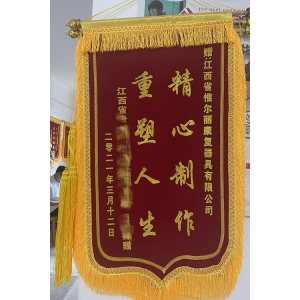 赠:江西省惟尔丽康复器具有限公司
精心制作
重塑人生
江西省
赠
二零二一年三月十二日